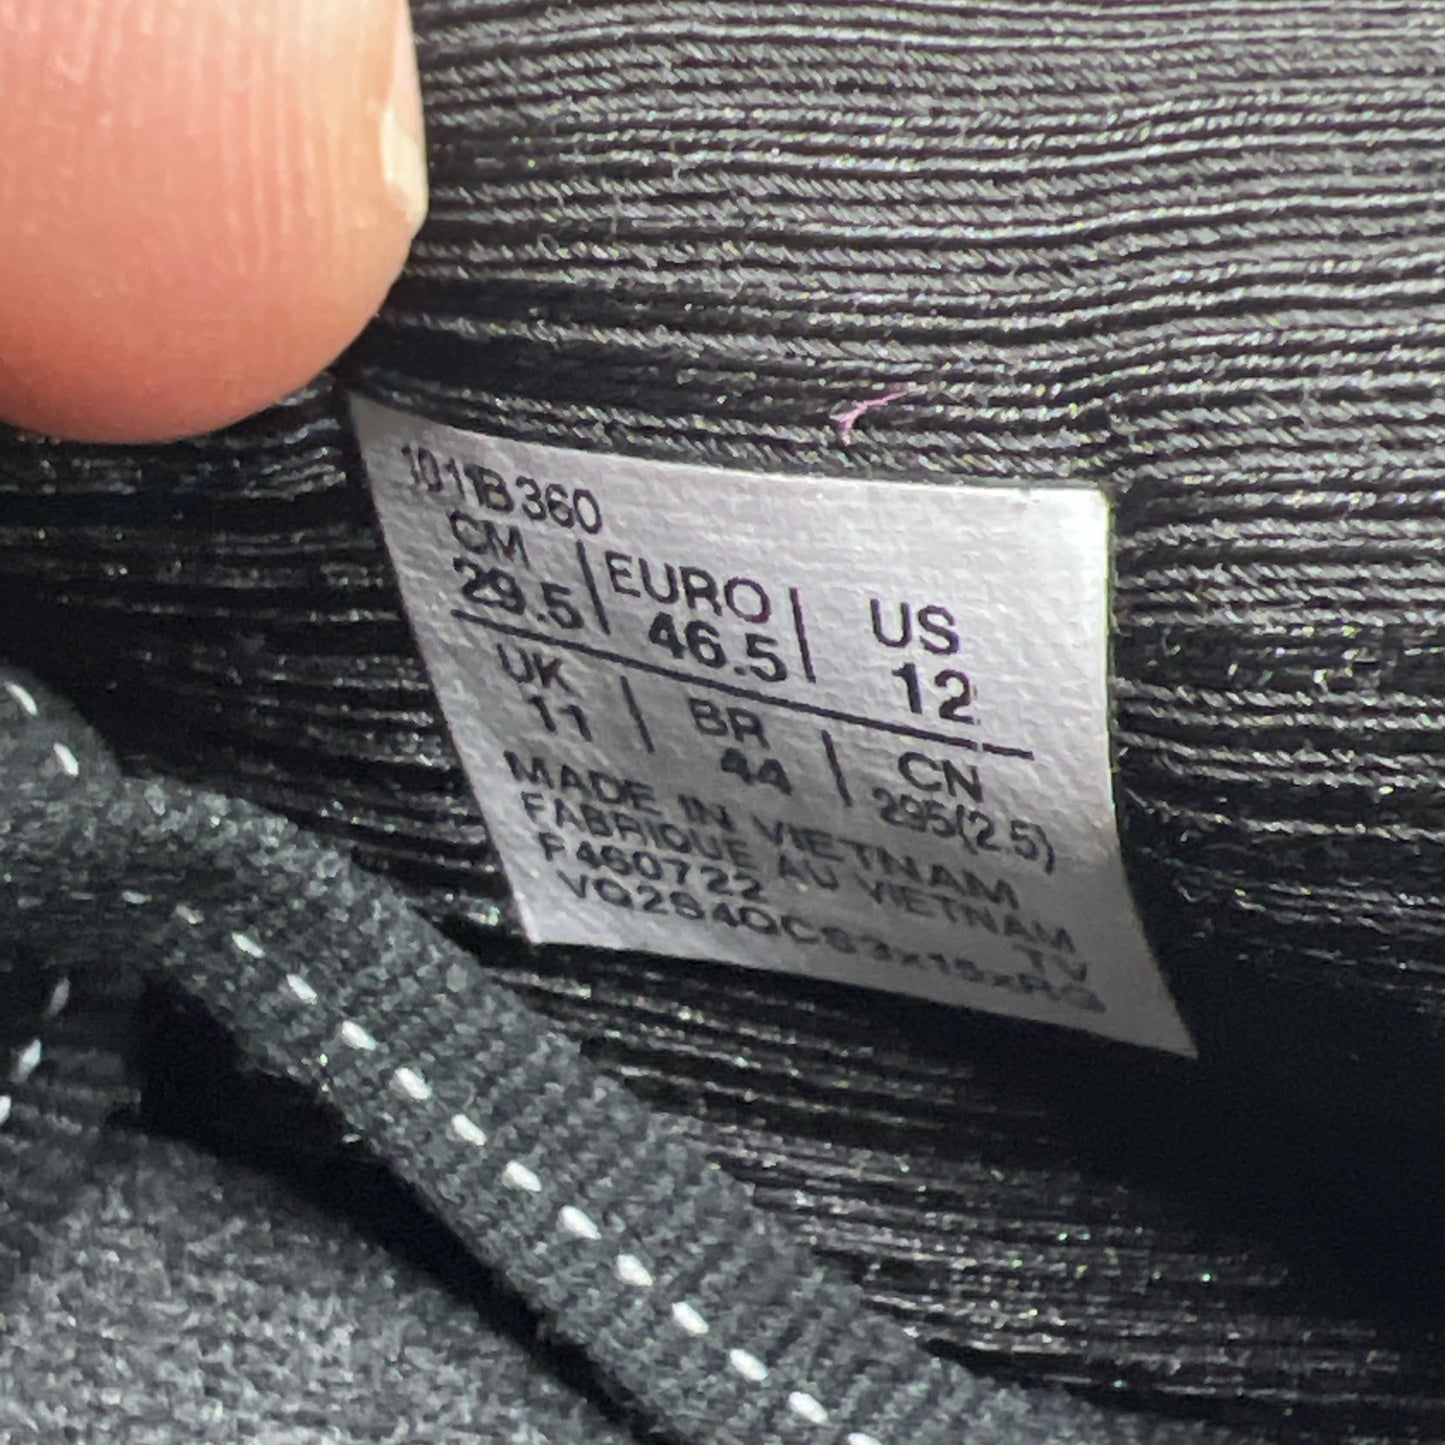 1011B360
CM | EURO | US
29.5 | 46.5 | 12
UK | BR | CN
11 | 44 | 295(2.5)
MADE IN VIETNAM
FABRIQUE AU VIETNAM
F460722 TV